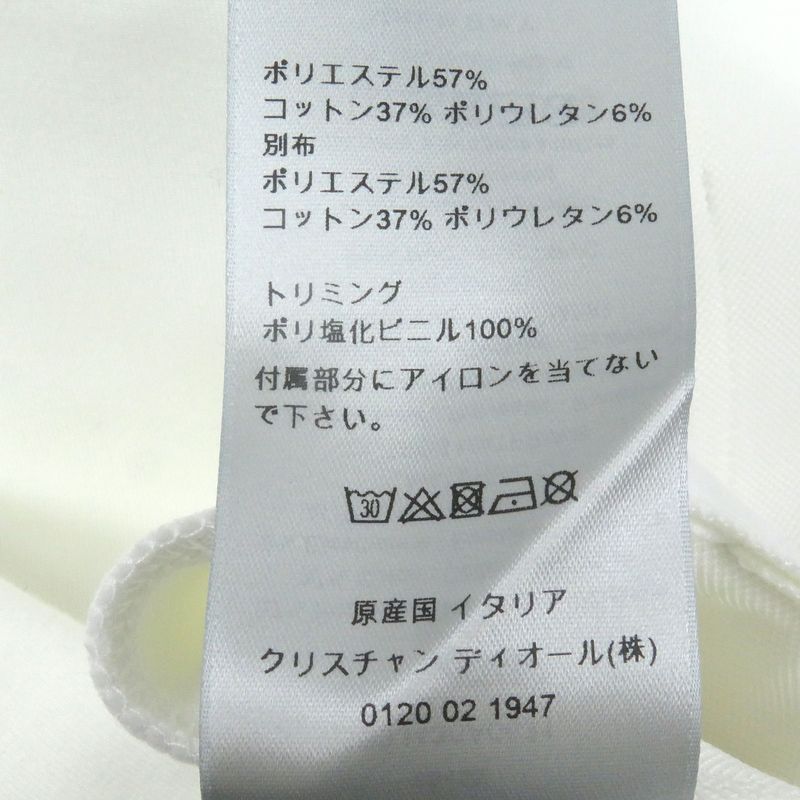 ポリエステル57%
コットン37% ポリウレタン6%
別布
ポリエステル57%
コットン37% ポリウレタン6%
トリミング
ポリ塩化ビニル100%
付属部分にアイロンを当てない
で下さい。
30
原産国 イタリア
クリスチャン ディオール(株)
0120 02 1947